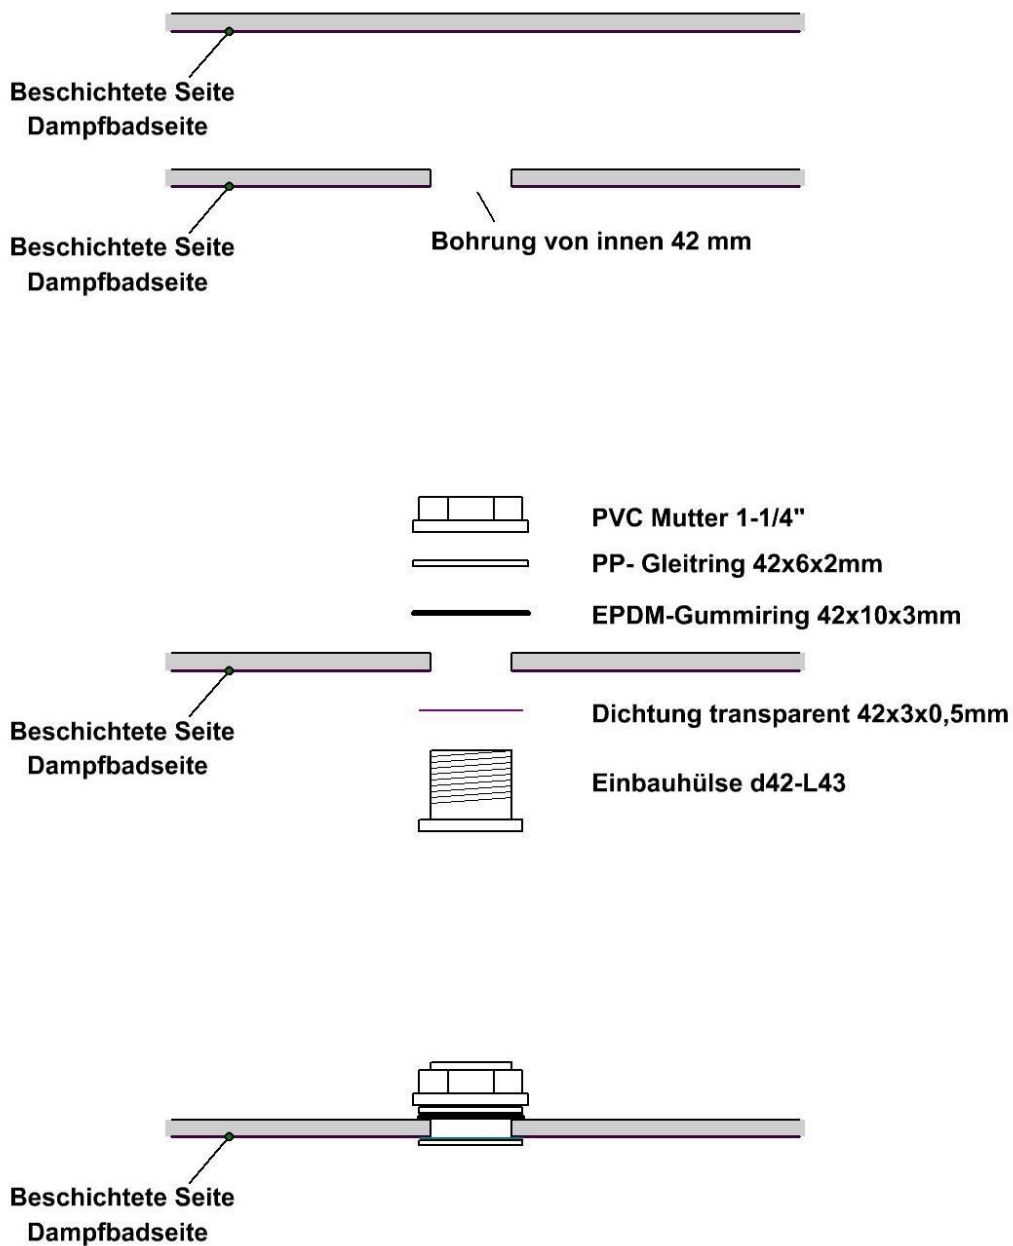 Beschichtete Seite
Dampfbadseite
Beschichtete Seite
Dampfbadseite
Bohrung von innen 42 mm
PVC Mutter 1-1/4"
PP- Gleitring 42x6x2mm
EPDM-Gummiring 42x10x3mm
Beschichtete Seite
Dampfbadseite
Dichtung transparent 42x3x0,5mm
Einbauhülse d42-L43
Beschichtete Seite
Dampfbadseite